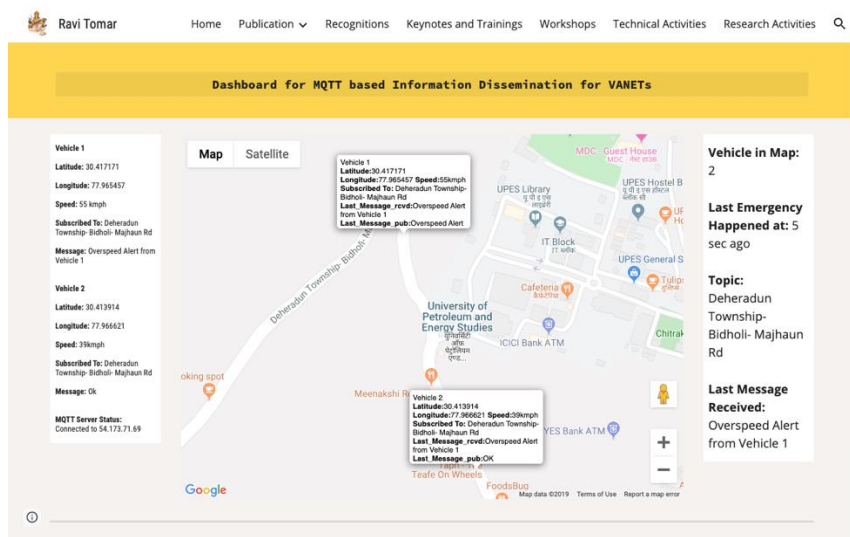 Ravi Tomar
Home Publication Recognitions Keynotes and Trainings Workshops Technical Activities Research Activities
Dashboard for MQTT based Information Dissemination for VANETs
Vehicle 1
Latitude: 30.417171
Longitude: 77.965457
Speed: 55 kmph
Subscribed To: Deheradun
Township- Bidholi- Majhaun Rd
Message: Overspeed Alert from
Vehicle 1
Vehicle 2
Latitude: 30.413914
Longitude: 77.966621
Speed: 39kmph
Subscribed To: Deheradun
Township- Bidholi- Majhaun Rd
Message: Ok
MQTT Server Status:
Connected to 54.173.71.69
Map Satellite
Vehicle 1
Latitude:30.417171
Longitude:77.965457 Speed:55kmph
Subscribed To: Deheradun Township-
Bidholi- Majhaun Rd
Last_Message_rcvd:Overspeed Alert
from Vehicle 1
Last_Message_pub:Overspeed Alert
MDC - Guest House
UPES Library
UPES Hostel B
IT Block
IT ब्लॉक
UPES General S
Cafeteria
कैफेटेरिया
Tulip
Deheradun Township- Bidholi- M
University of
Petroleum and
Energy Studies
ICICI Bank ATM
Chitrak
oking spot
Meenakshi R
Vehicle 2
Latitude:30.413914
Longitude:77.966621 Speed:39kmph
Subscribed To: Deheradun Township-
Bidholi- Majhaun Rd
Last_Message_rcvd:Overspeed Alert
from Vehicle 1
Last_Message_pub:OK
YES Bank ATM
Teafe On Wheels
FoodsBug
Google
Map data ©2019 Terms of Use Report a map error
Vehicle in Map:
2
Last Emergency
Happened at: 5
sec ago
Topic:
Deheradun
Township-
Bidholi- Majhaun
Rd
Last Message
Received:
Overspeed Alert
from Vehicle 1